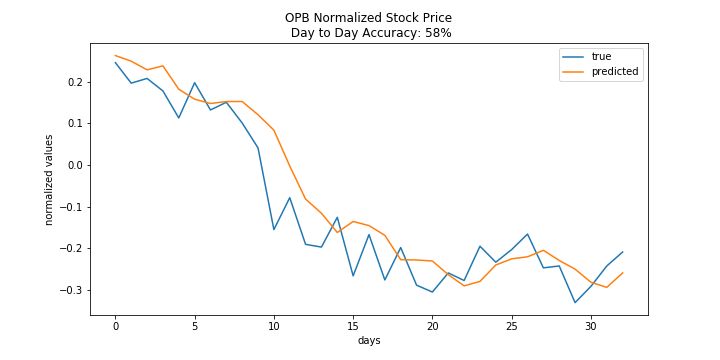 OPB Normalized Stock Price
Day to Day Accuracy: 58%
true
predicted
normalized values
0.2
0.1
0.0
−0.1
−0.2
−0.3
0
5
10
15
20
25
30
days